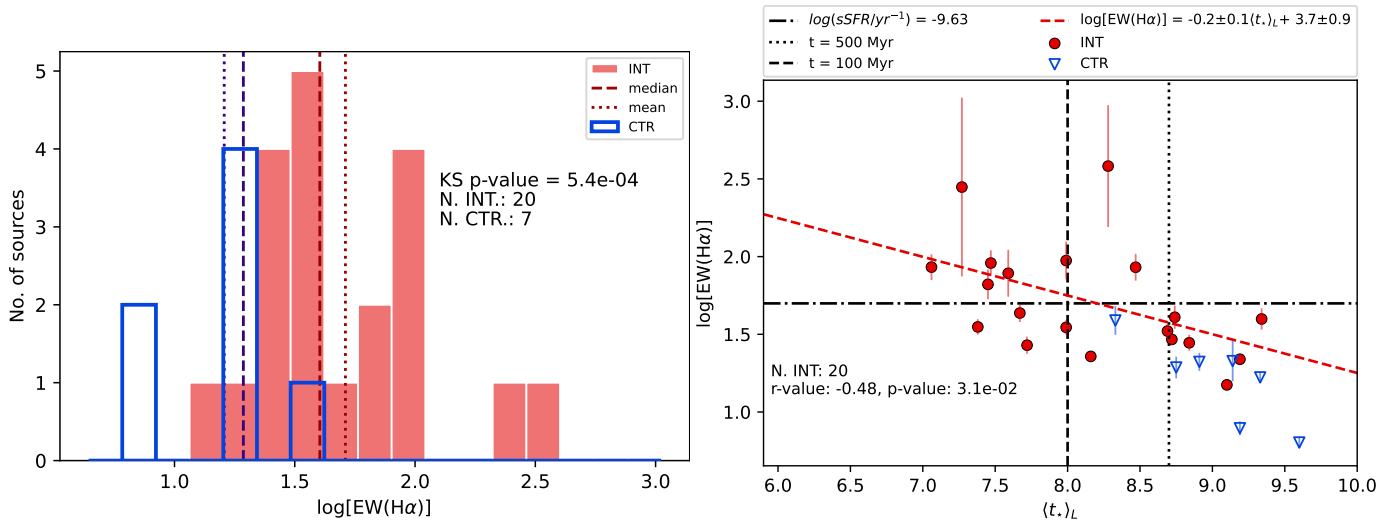 INT
median
mean
CTR
KS p-value = 5.4e-04
N. INT.: 20
N. CTR.: 7
No. of sources
5
4
3
2
1
0
1.0 1.5 2.0 2.5 3.0
log[EW(Hα)]
log(sSFR/yr⁻¹) = -9.63
t = 500 Myr
t = 100 Myr
log[EW(Hα)] = -0.2±0.1⟨t⋆⟩L+ 3.7±0.9
INT
CTR
log[EW(Hα)]
3.0
2.5
2.0
1.5
1.0
N. INT: 20
r-value: -0.48, p-value: 3.1e-02
6.0 6.5 7.0 7.5 8.0 8.5 9.0 9.5 10.0
⟨t⋆⟩L